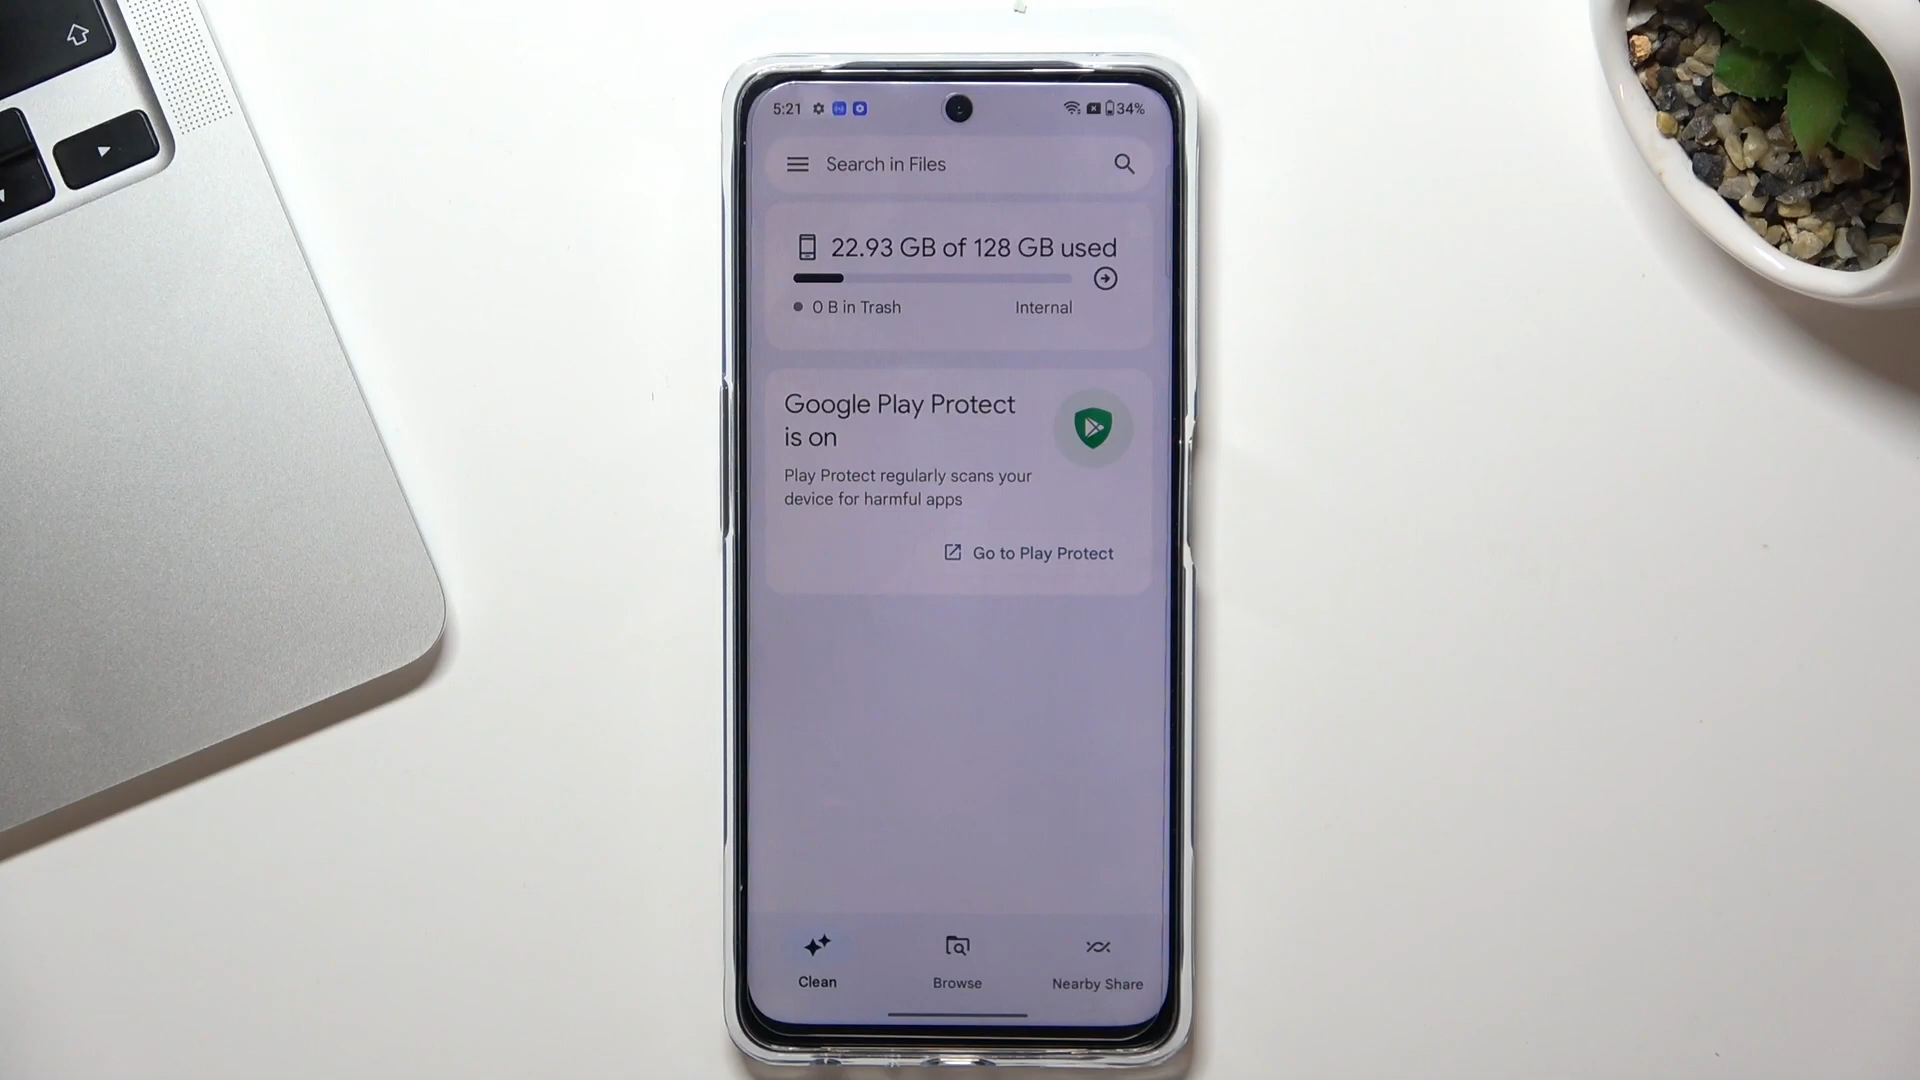 5:21
34%
Search in Files
22.93 GB of 128 GB used
0 B in Trash
Internal
Google Play Protect
is on
Play Protect regularly scans your
device for harmful apps
Go to Play Protect
Clean
Browse
Nearby Share